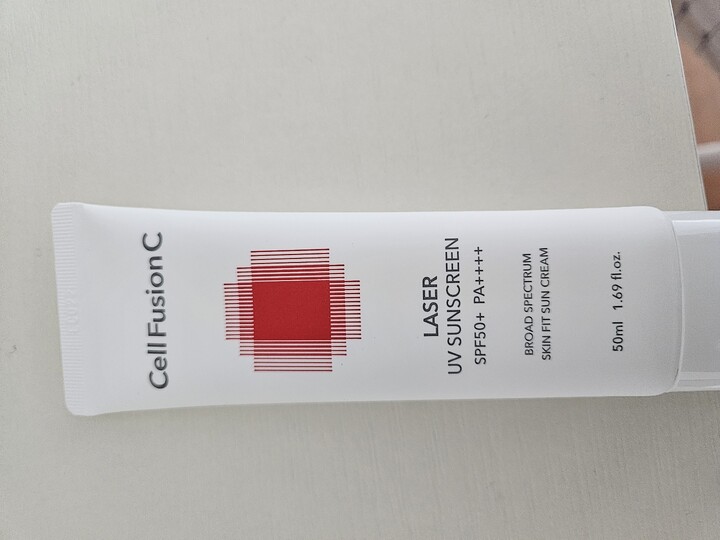 Cell Fusion C
LASER
UV SUNSCREEN
SPF50+ PA++++
BROAD SPECTRUM
SKIN FIT SUN CREAM
50ml 1.69 fl.oz.